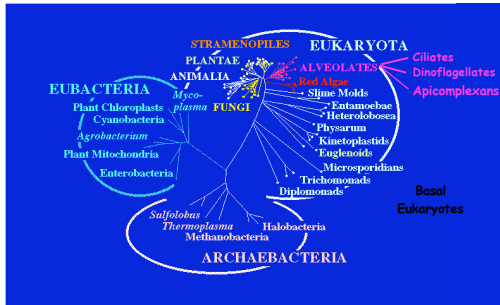 STRAMENOPILES
EUKARYOTA
PLANTAE
ANIMALIA
ALVEOLATES
Ciliates
Dinoflagellates
Apicomplexans
Red Algae
FUNGI
Slime Molds
Entamoebae
Heterolobosea
Physarum
Kinetoplastids
Euglenoids
Microsporidians
Trichomonads
Diplomonads
Basal
Eukaryotes
EUBACTERIA
Myco-
plasma
Plant Chloroplasts
Cyanobacteria
Agrobacterium
Plant Mitochondria
Enterobacteria
Sulfolobus
Thermoplasma
Methanobacteria
Halobacteria
ARCHAEBACTERIA